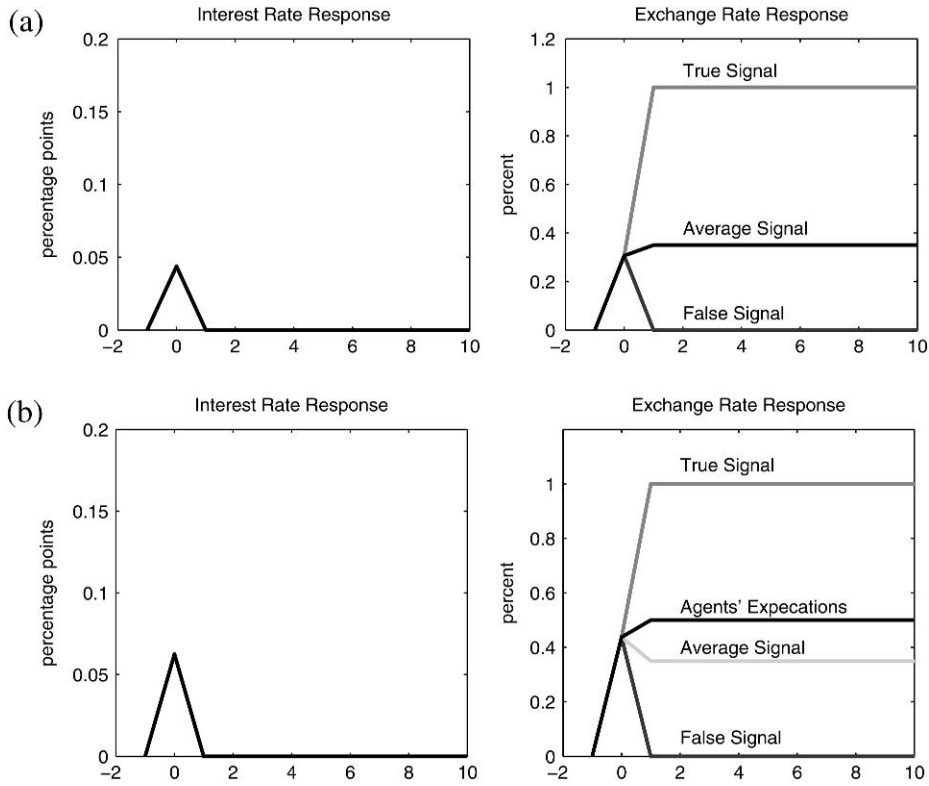 (a)
Interest Rate Response
percentage points
0.2
0.15
0.1
0.05
0
−2 0 2 4 6 8 10
Exchange Rate Response
percent
1.2
1
0.8
0.6
0.4
0.2
0
True Signal
Average Signal
False Signal
−2 0 2 4 6 8 10
(b)
Interest Rate Response
percentage points
0.2
0.15
0.1
0.05
0
−2 0 2 4 6 8 10
Exchange Rate Response
percent
1
0.8
0.6
0.4
0.2
0
True Signal
Agents' Expecations
Average Signal
False Signal
−2 0 2 4 6 8 10